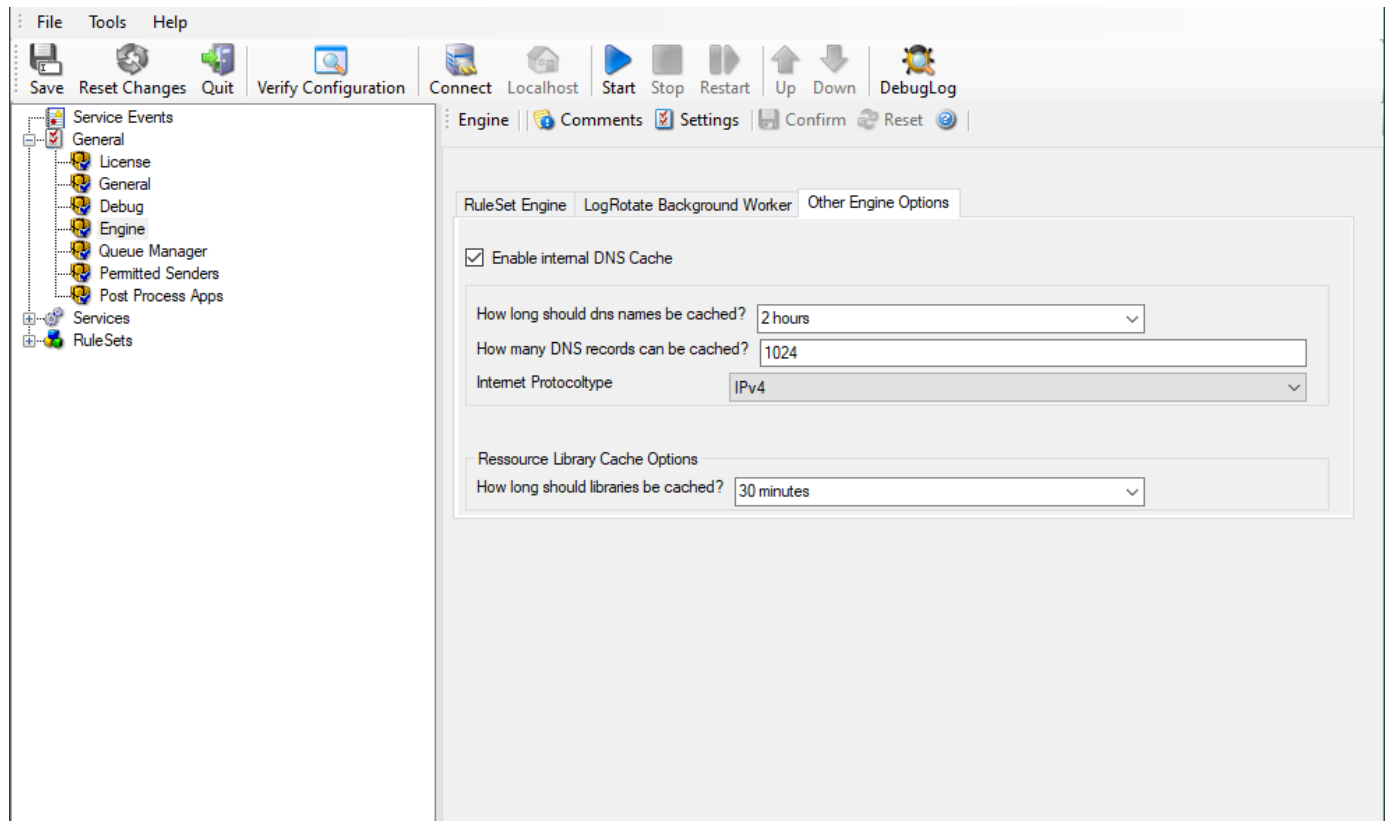 File Tools Help
Save Reset Changes Quit Verify Configuration Connect Localhost Start Stop Restart Up Down DebugLog
Service Events
General
License
General
Debug
Engine
Queue Manager
Permitted Senders
Post Process Apps
Services
RuleSets
Engine Comments Settings Confirm Reset
RuleSet Engine LogRotate Background Worker Other Engine Options
Enable internal DNS Cache
How long should dns names be cached? 2 hours
How many DNS records can be cached? 1024
Internet Protocoltype IPv4
Ressource Library Cache Options
How long should libraries be cached? 30 minutes